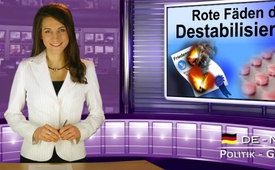 Rote Fäden d
Destabilisier
DE - N
POLITIK - G